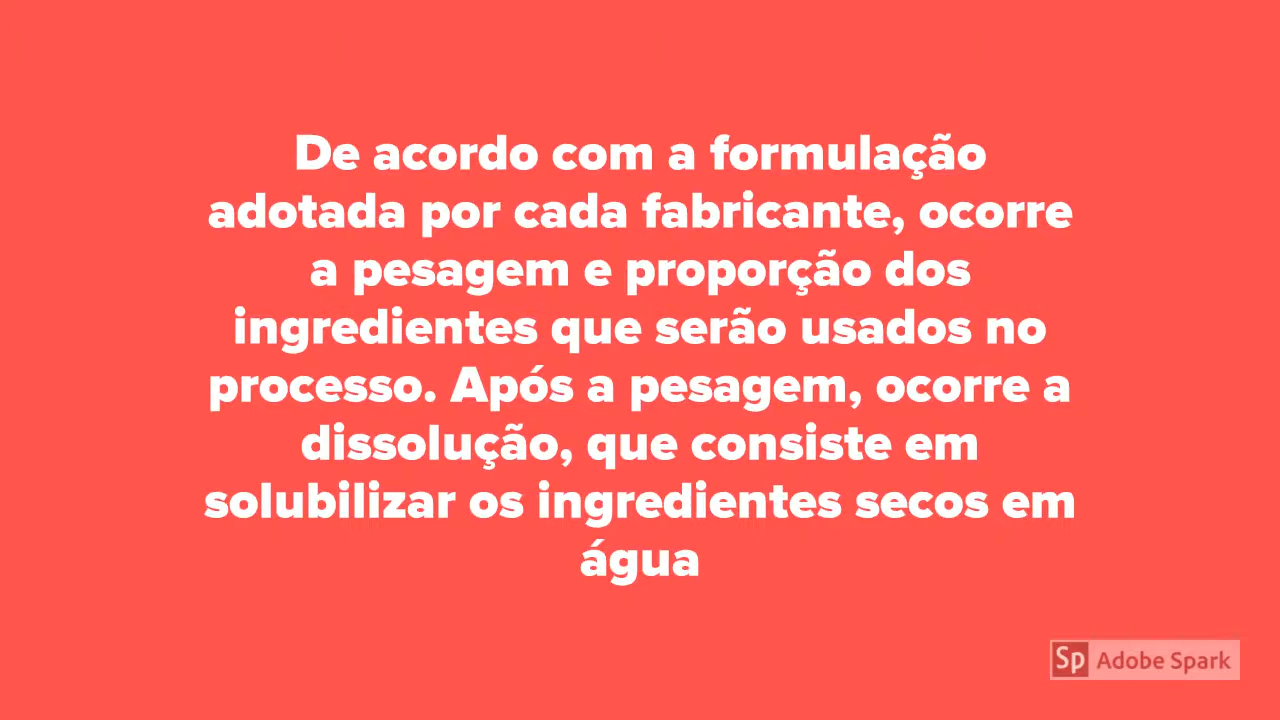 De acordo com a formulação
adotada por cada fabricante, ocorre
a pesagem e proporção dos
ingredientes que serão usados no
processo. Após a pesagem, ocorre a
dissolução, que consiste em
solubilizar os ingredientes secos em
água
Sp Adobe Spark